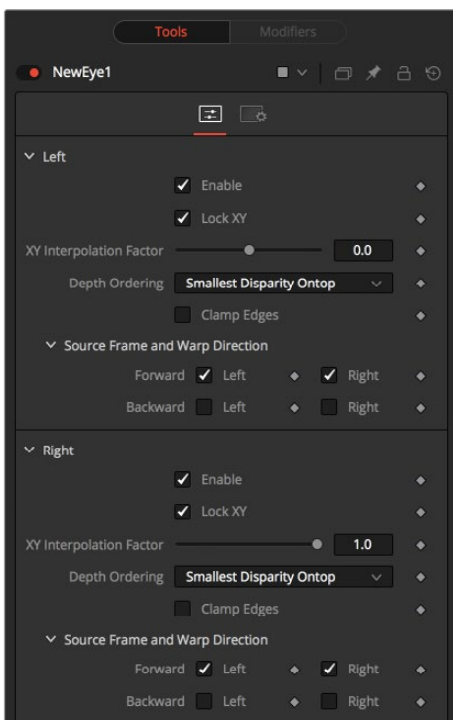 Tools Modifiers
NewEye1
Left
Enable
Lock XY
XY Interpolation Factor 0.0
Depth Ordering Smallest Disparity Ontop
Clamp Edges
Source Frame and Warp Direction
Forward Left Right
Backward Left Right
Right
Enable
Lock XY
XY Interpolation Factor 1.0
Depth Ordering Smallest Disparity Ontop
Clamp Edges
Source Frame and Warp Direction
Forward Left Right
Backward Left Right